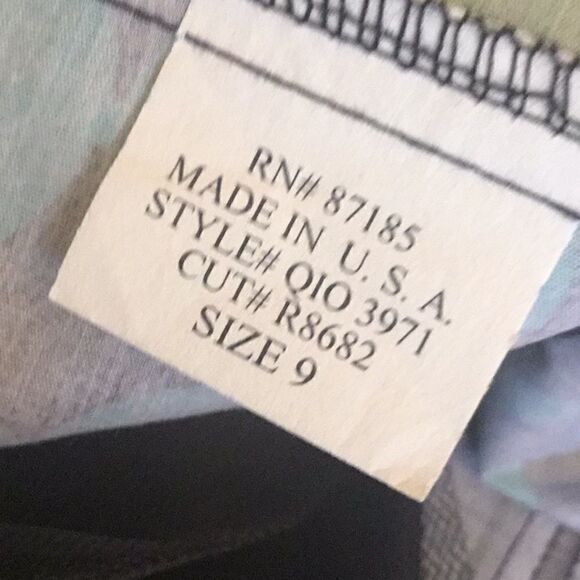 RN# 87185
MADE IN U. S. A.
STYLE# QIO 3971
CUT# R8682
SIZE 9